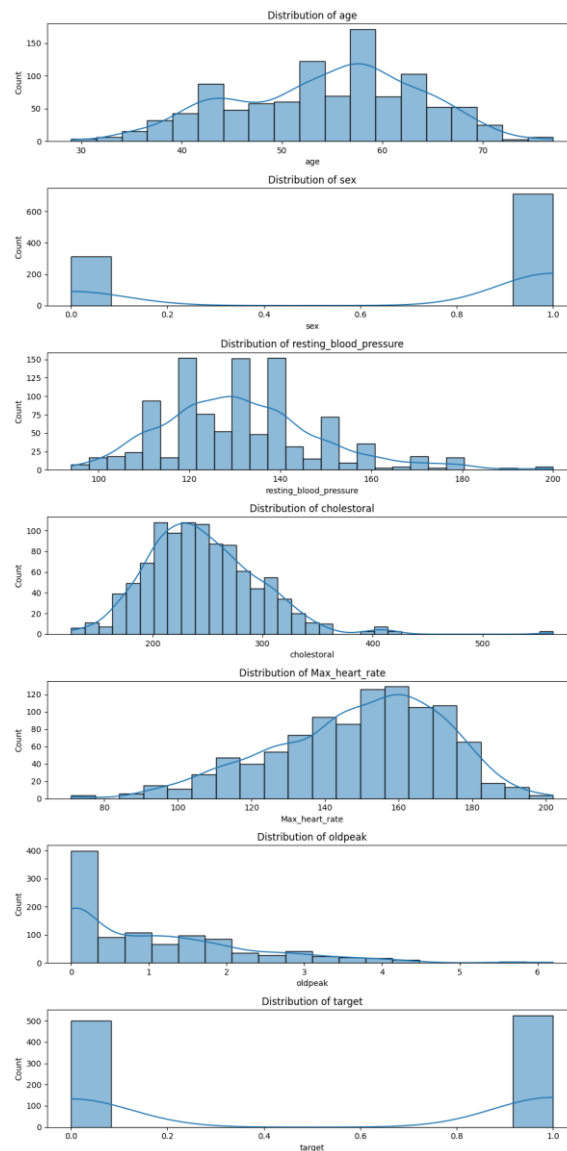 Distribution of age
150
100
50
0
Count
30 40 50 60 70
age
Distribution of sex
600
400
200
0
Count
0.0 0.2 0.4 0.6 0.8 1.0
sex
Distribution of resting_blood_pressure
150
125
100
75
50
25
0
Count
100 120 140 160 180 200
resting_blood_pressure
Distribution of cholestoral
100
80
60
40
20
0
Count
200 300 400 500
cholestoral
Distribution of Max_heart_rate
120
100
80
60
40
20
0
Count
80 100 120 140 160 180 200
Max_heart_rate
Distribution of oldpeak
400
300
200
100
0
Count
0 1 2 3 4 5 6
oldpeak
Distribution of target
500
400
300
200
100
0
Count
0.0 0.2 0.4 0.6 0.8 1.0
target